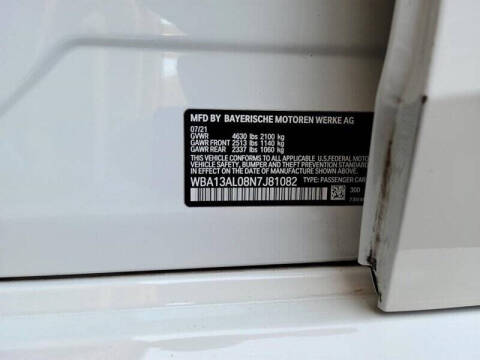 MFD BY BAYERISCHE MOTOREN WERKE AG
07/21
GVWR 4630 lbs 2100 kg
GAWR FRONT 2513 lbs 1140 kg
GAWR REAR 2337 lbs 1060 kg
THIS VEHICLE CONFORMS TO ALL APPLICABLE U.S.FEDERAL MOTOR
VEHICLE SAFETY, BUMPER AND THEFT PREVENTION STANDARDS
IN EFFECT ON THE DATE OF MANUFACTURE SHOWN ABOVE.
WBA13AL08N7J81082 TYPE: PASSENGER CAR
300